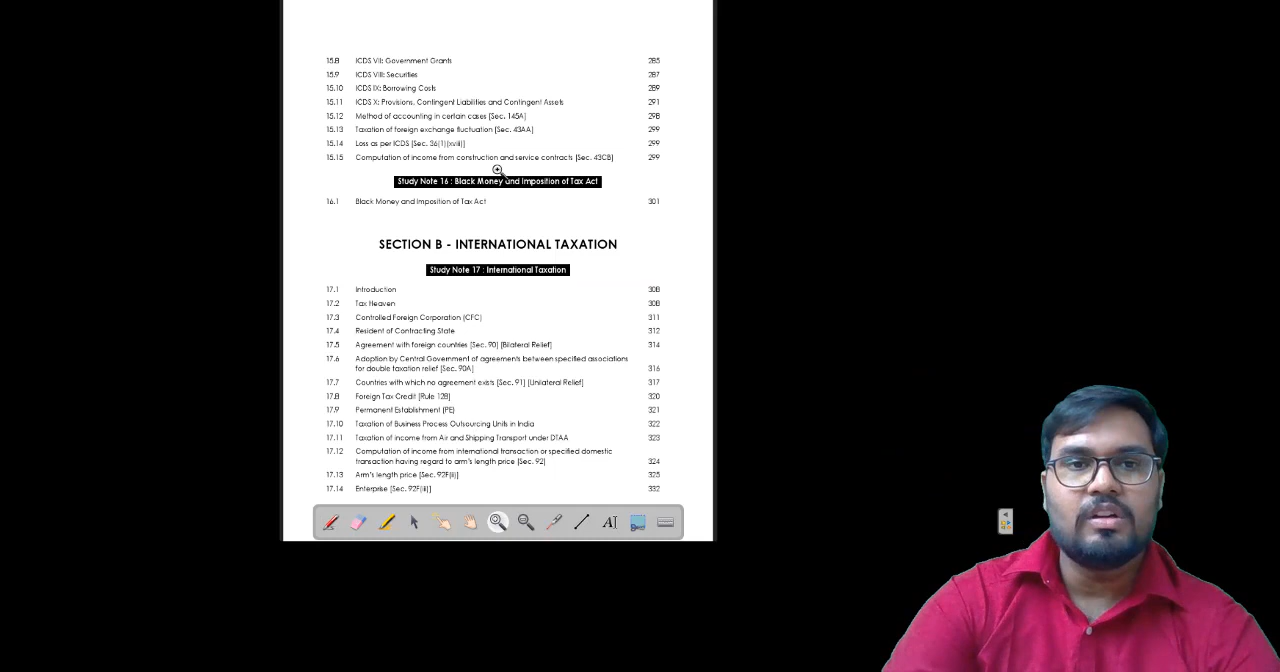 15.8 ICDS VII: Government Grants 285
15.9 ICDS VIII: Securities 287
15.10 ICDS IX: Borrowing Costs 289
15.11 ICDS X: Provisions, Contingent Liabilities and Contingent Assets 291
15.12 Method of accounting in certain cases [Sec. 145A] 298
15.13 Taxation of foreign exchange fluctuation [Sec. 43AA] 299
15.14 Loss as per ICDS [Sec. 36(1)(xviii)] 299
15.15 Computation of income from construction and service contracts [Sec. 43CB] 299
Study Note 16 : Black Money and Imposition of Tax Act
16.1 Black Money and Imposition of Tax Act 301
SECTION B - INTERNATIONAL TAXATION
Study Note 17 : International Taxation
17.1 Introduction 308
17.2 Tax Heaven 308
17.3 Controlled Foreign Corporation (CFC) 311
17.4 Resident of Contracting State 312
17.5 Agreement with foreign countries [Sec. 90] [Bilateral Relief] 314
17.6 Adoption by Central Government of agreements between specified associations
for double taxation relief [Sec. 90A] 316
17.7 Countries with which no agreement exists [Sec. 91] [Unilateral Relief] 317
17.8 Foreign Tax Credit [Rule 128] 320
17.9 Permanent Establishment (PE) 321
17.10 Taxation of Business Process Outsourcing Units in India 322
17.11 Taxation of income from Air and Shipping Transport under DTAA 323
17.12 Computation of income from international transaction or specified domestic
transaction having regard to arm's length price [Sec. 92] 324
17.13 Arm's length price [Sec. 92F(ii)] 325
17.14 Enterprise [Sec. 92F(iii)] 332
AI